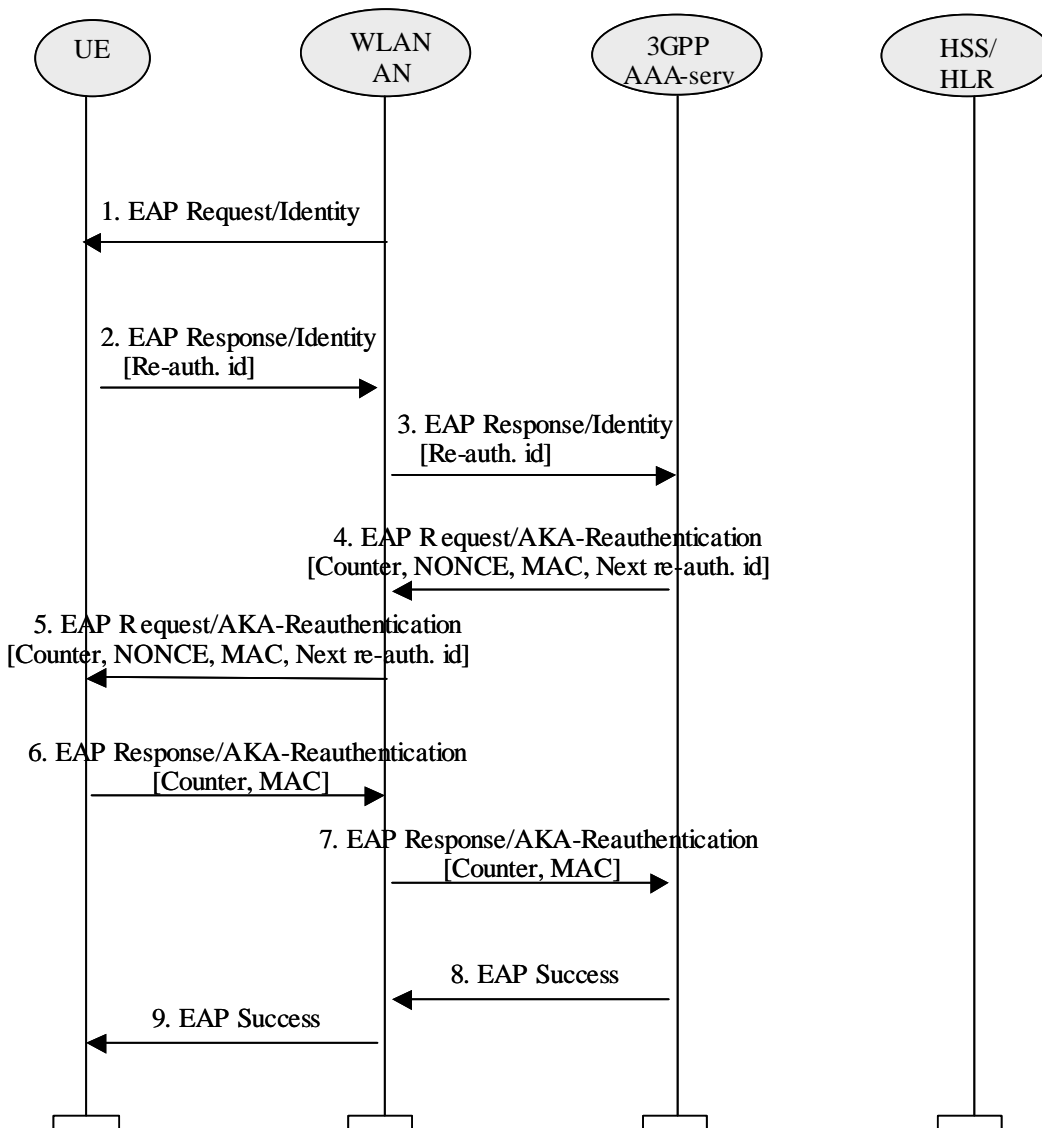 UE
WLAN
AN
3GPP
AAA-serv
HSS/
HLR
1. EAP Request/Identity
2. EAP Response/Identity
[Re-auth. id]
3. EAP Response/Identity
[Re-auth. id]
4. EAP Request/AKA-Reauthentication
[Counter, NONCE, MAC, Next re-auth. id]
5. EAP Request/AKA-Reauthentication
[Counter, NONCE, MAC, Next re-auth. id]
6. EAP Response/AKA-Reauthentication
[Counter, MAC]
7. EAP Response/AKA-Reauthentication
[Counter, MAC]
8. EAP Success
9. EAP Success